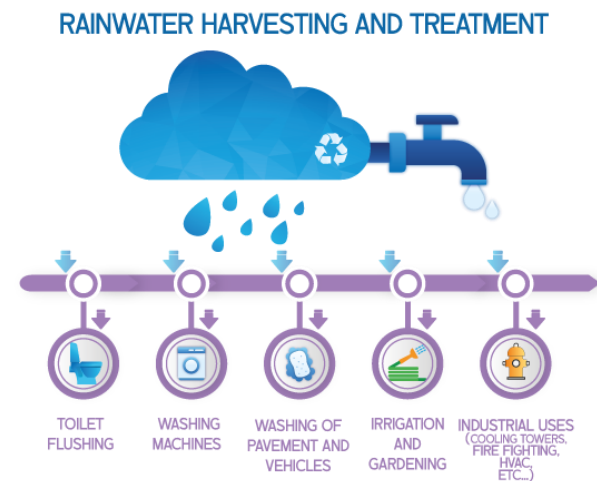 RAINWATER HARVESTING AND TREATMENT
TOILET
FLUSHING
WASHING
MACHINES
WASHING OF
PAVEMENT AND
VEHICLES
IRRIGATION
AND
GARDENING
INDUSTRIAL USES
(COOLING TOWERS,
FIRE FIGHTING,
HVAC,
ETC...)